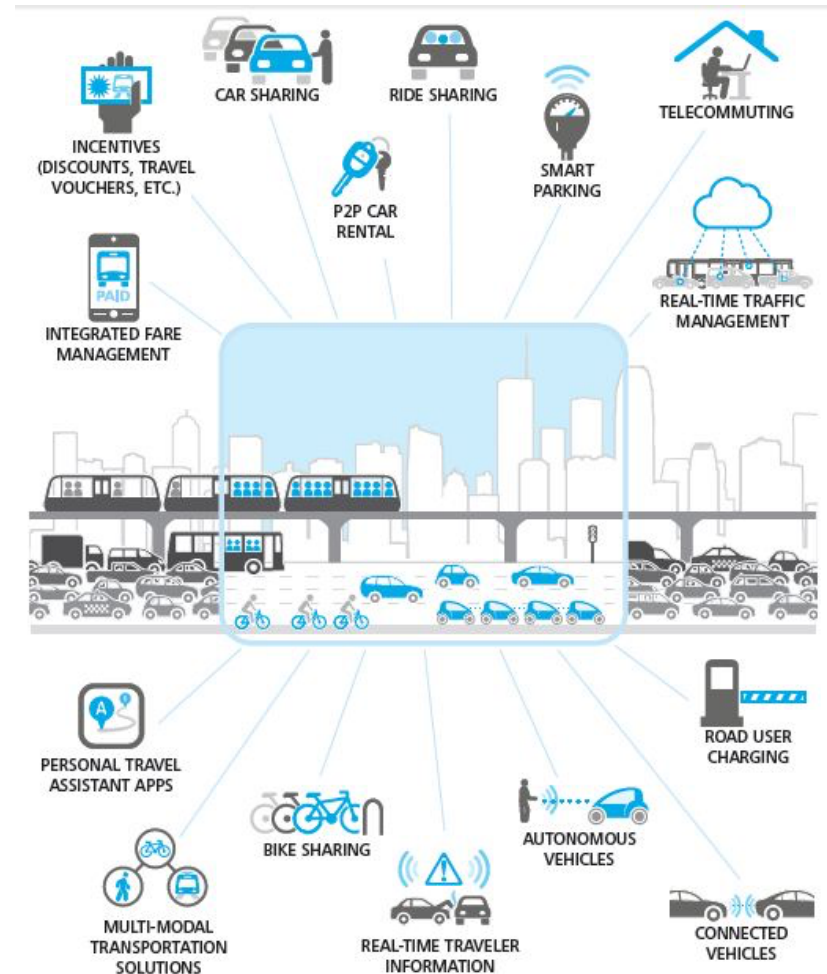 CAR SHARING
RIDE SHARING
TELECOMMUTING
INCENTIVES
(DISCOUNTS, TRAVEL
VOUCHERS, ETC.)
P2P CAR
RENTAL
SMART
PARKING
PAID
INTEGRATED FARE
MANAGEMENT
REAL-TIME TRAFFIC
MANAGEMENT
A
PERSONAL TRAVEL
ASSISTANT APPS
ROAD USER
CHARGING
BIKE SHARING
AUTONOMOUS
VEHICLES
MULTI-MODAL
TRANSPORTATION
SOLUTIONS
REAL-TIME TRAVELER
INFORMATION
CONNECTED
VEHICLES